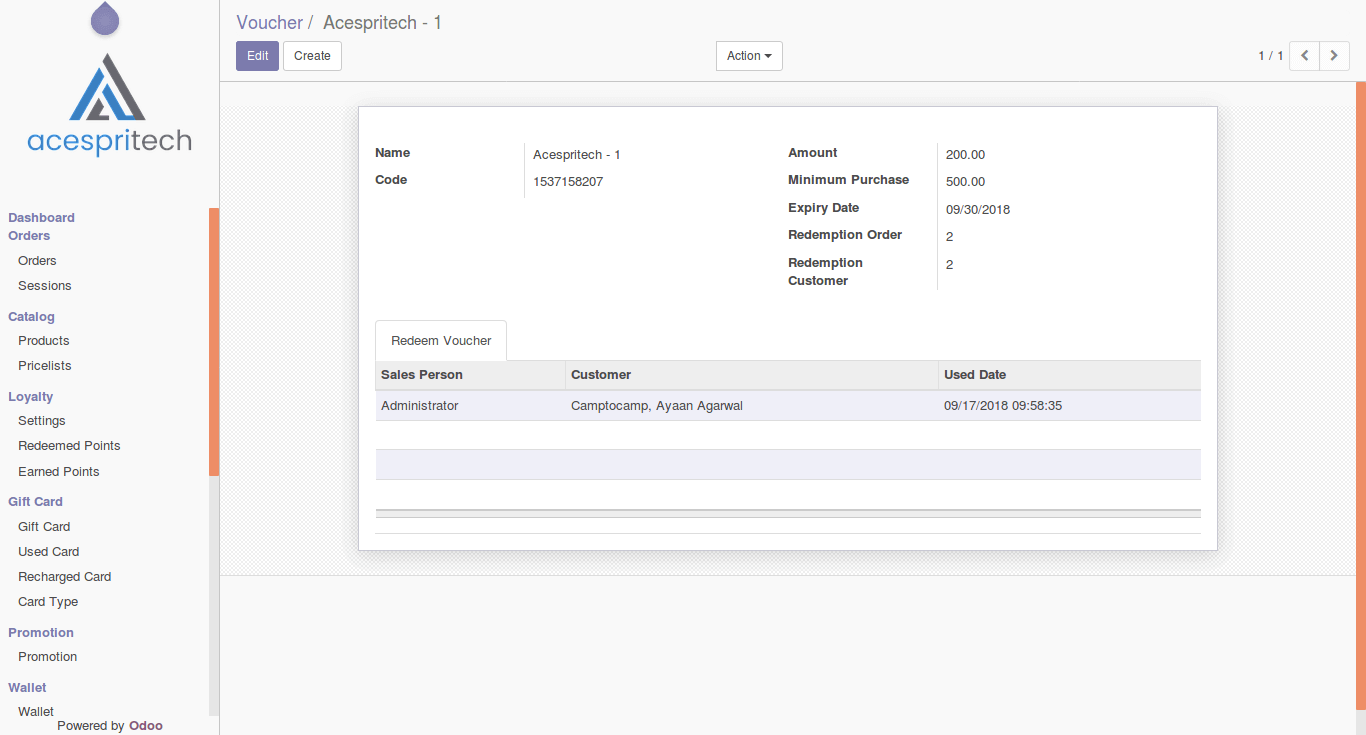 acespritech
Dashboard
Orders
Orders
Sessions
Catalog
Products
Pricelists
Loyalty
Settings
Redeemed Points
Earned Points
Gift Card
Gift Card
Used Card
Recharged Card
Card Type
Promotion
Promotion
Wallet
Wallet
Powered by Odoo
Voucher / Acespritech - 1
Edit Create Action 1 / 1
Name Acespritech - 1
Code 1537158207
Amount 200.00
Minimum Purchase 500.00
Expiry Date 09/30/2018
Redemption Order 2
Redemption 2
Customer
Redeem Voucher
Sales Person Customer Used Date
Administrator Camptocamp, Ayaan Agarwal 09/17/2018 09:58:35